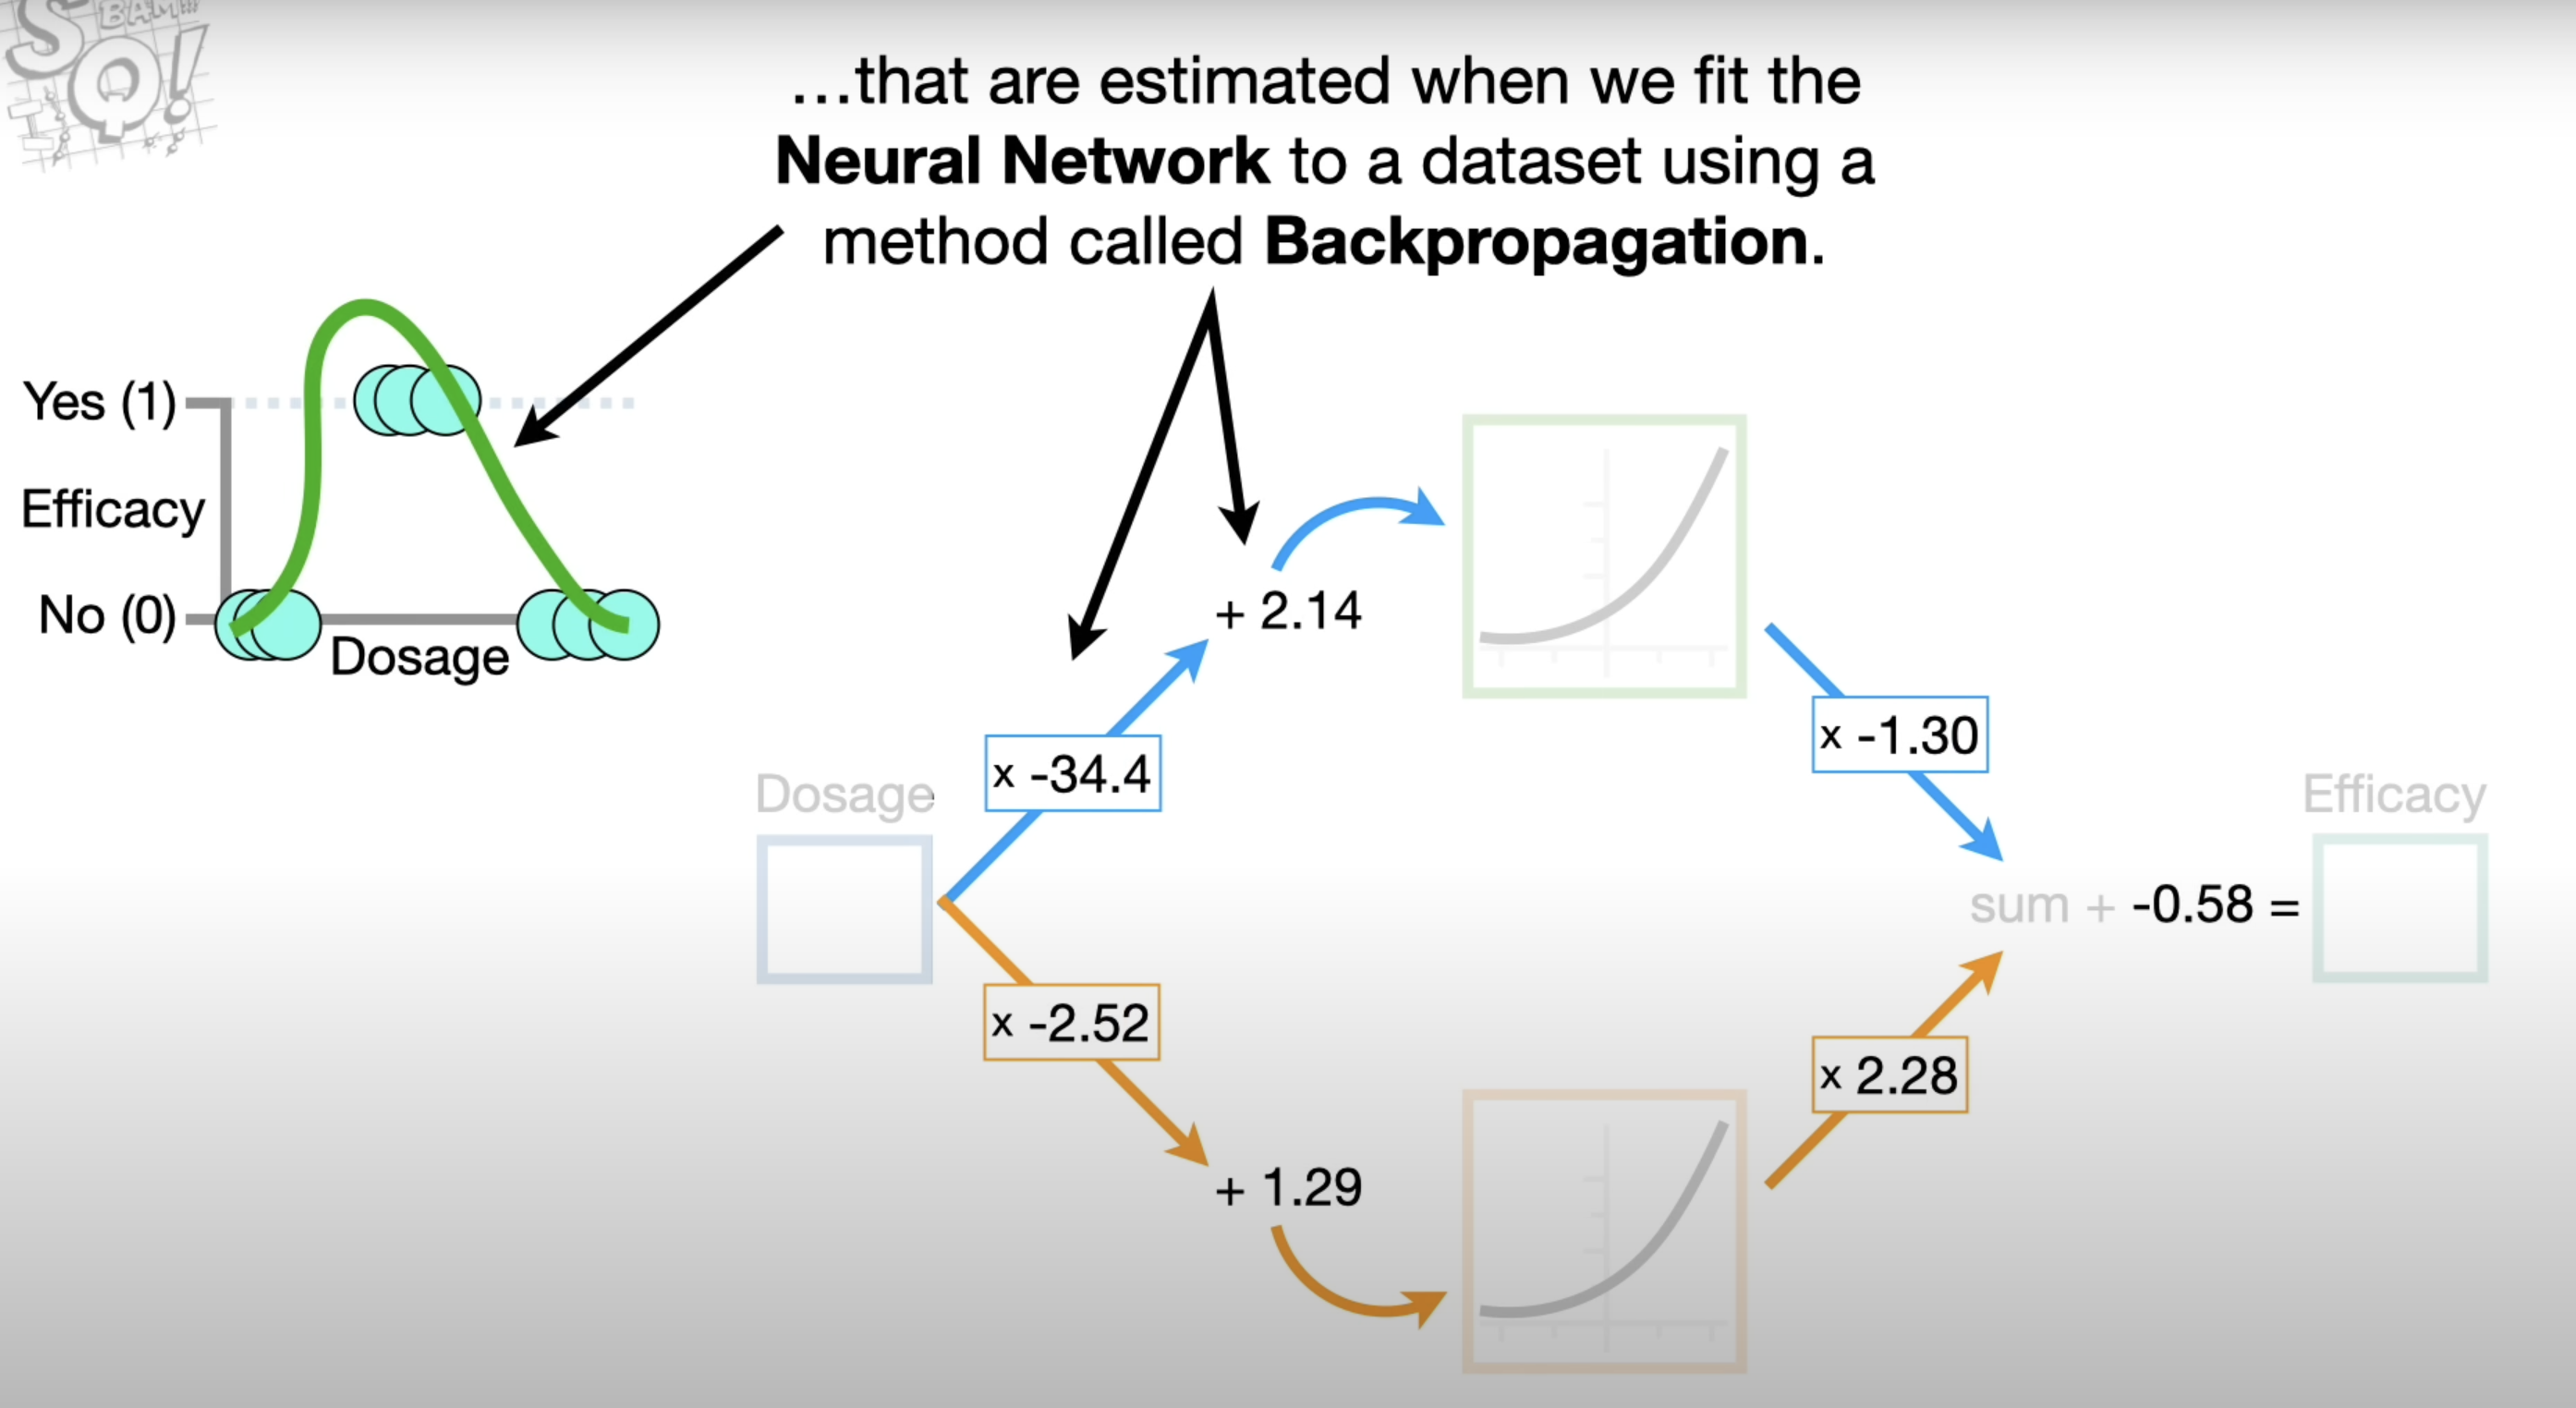 BAM!!!
SQ!
…that are estimated when we fit the
Neural Network to a dataset using a
method called Backpropagation.
Yes (1)
Efficacy
No (0)
Dosage
+ 2.14
x -34.4
x -1.30
Dosage
Efficacy
sum + -0.58 =
x -2.52
x 2.28
+ 1.29